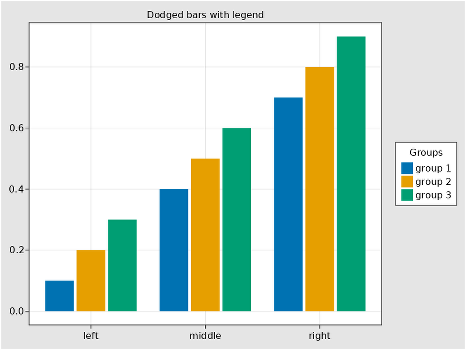 Dodged bars with legend
0.8
0.6
0.4
0.2
0.0
left
middle
right
Groups
group 1
group 2
group 3